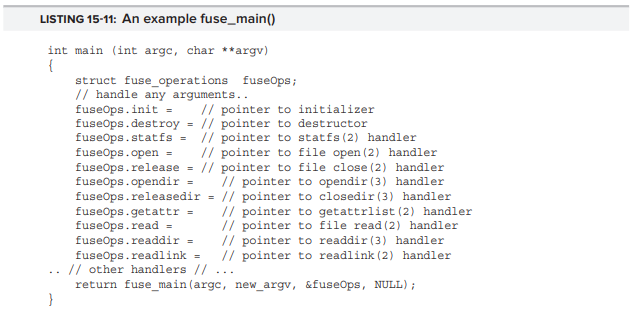 LISTING 15-11: An example fuse_main()
int main (int argc, char **argv)
{
    struct fuse_operations  fuseOps;
    // handle any arguments..
    fuseOps.init =    // pointer to initializer
    fuseOps.destroy = // pointer to destructor
    fuseOps.statfs =  // pointer to statfs(2) handler
    fuseOps.open =    // pointer to file open(2) handler
    fuseOps.release = // pointer to file close(2) handler
    fuseOps.opendir =    // pointer to opendir(3) handler
    fuseOps.releasedir = // pointer to closedir(3) handler
    fuseOps.getattr =    // pointer to getattrlist(2) handler
    fuseOps.read =       // pointer to file read(2) handler
    fuseOps.readdir =    // pointer to readdir(3) handler
    fuseOps.readlink =   // pointer to readlink(2) handler
.. // other handlers // ...
    return fuse_main(argc, new_argv, &fuseOps, NULL);
}